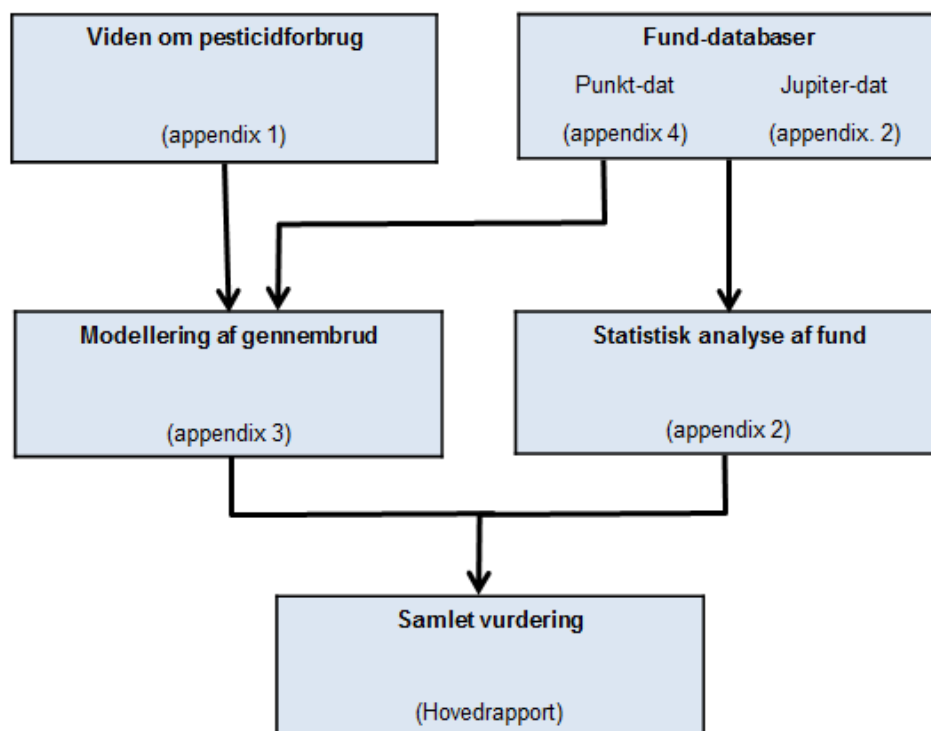 Viden om pesticidforbrug
(appendix 1)
Fund-databaser
Punkt-dat Jupiter-dat
(appendix 4) (appendix. 2)
Modellering af gennembrud
(appendix 3)
Statistisk analyse af fund
(appendix 2)
Samlet vurdering
(Hovedrapport)